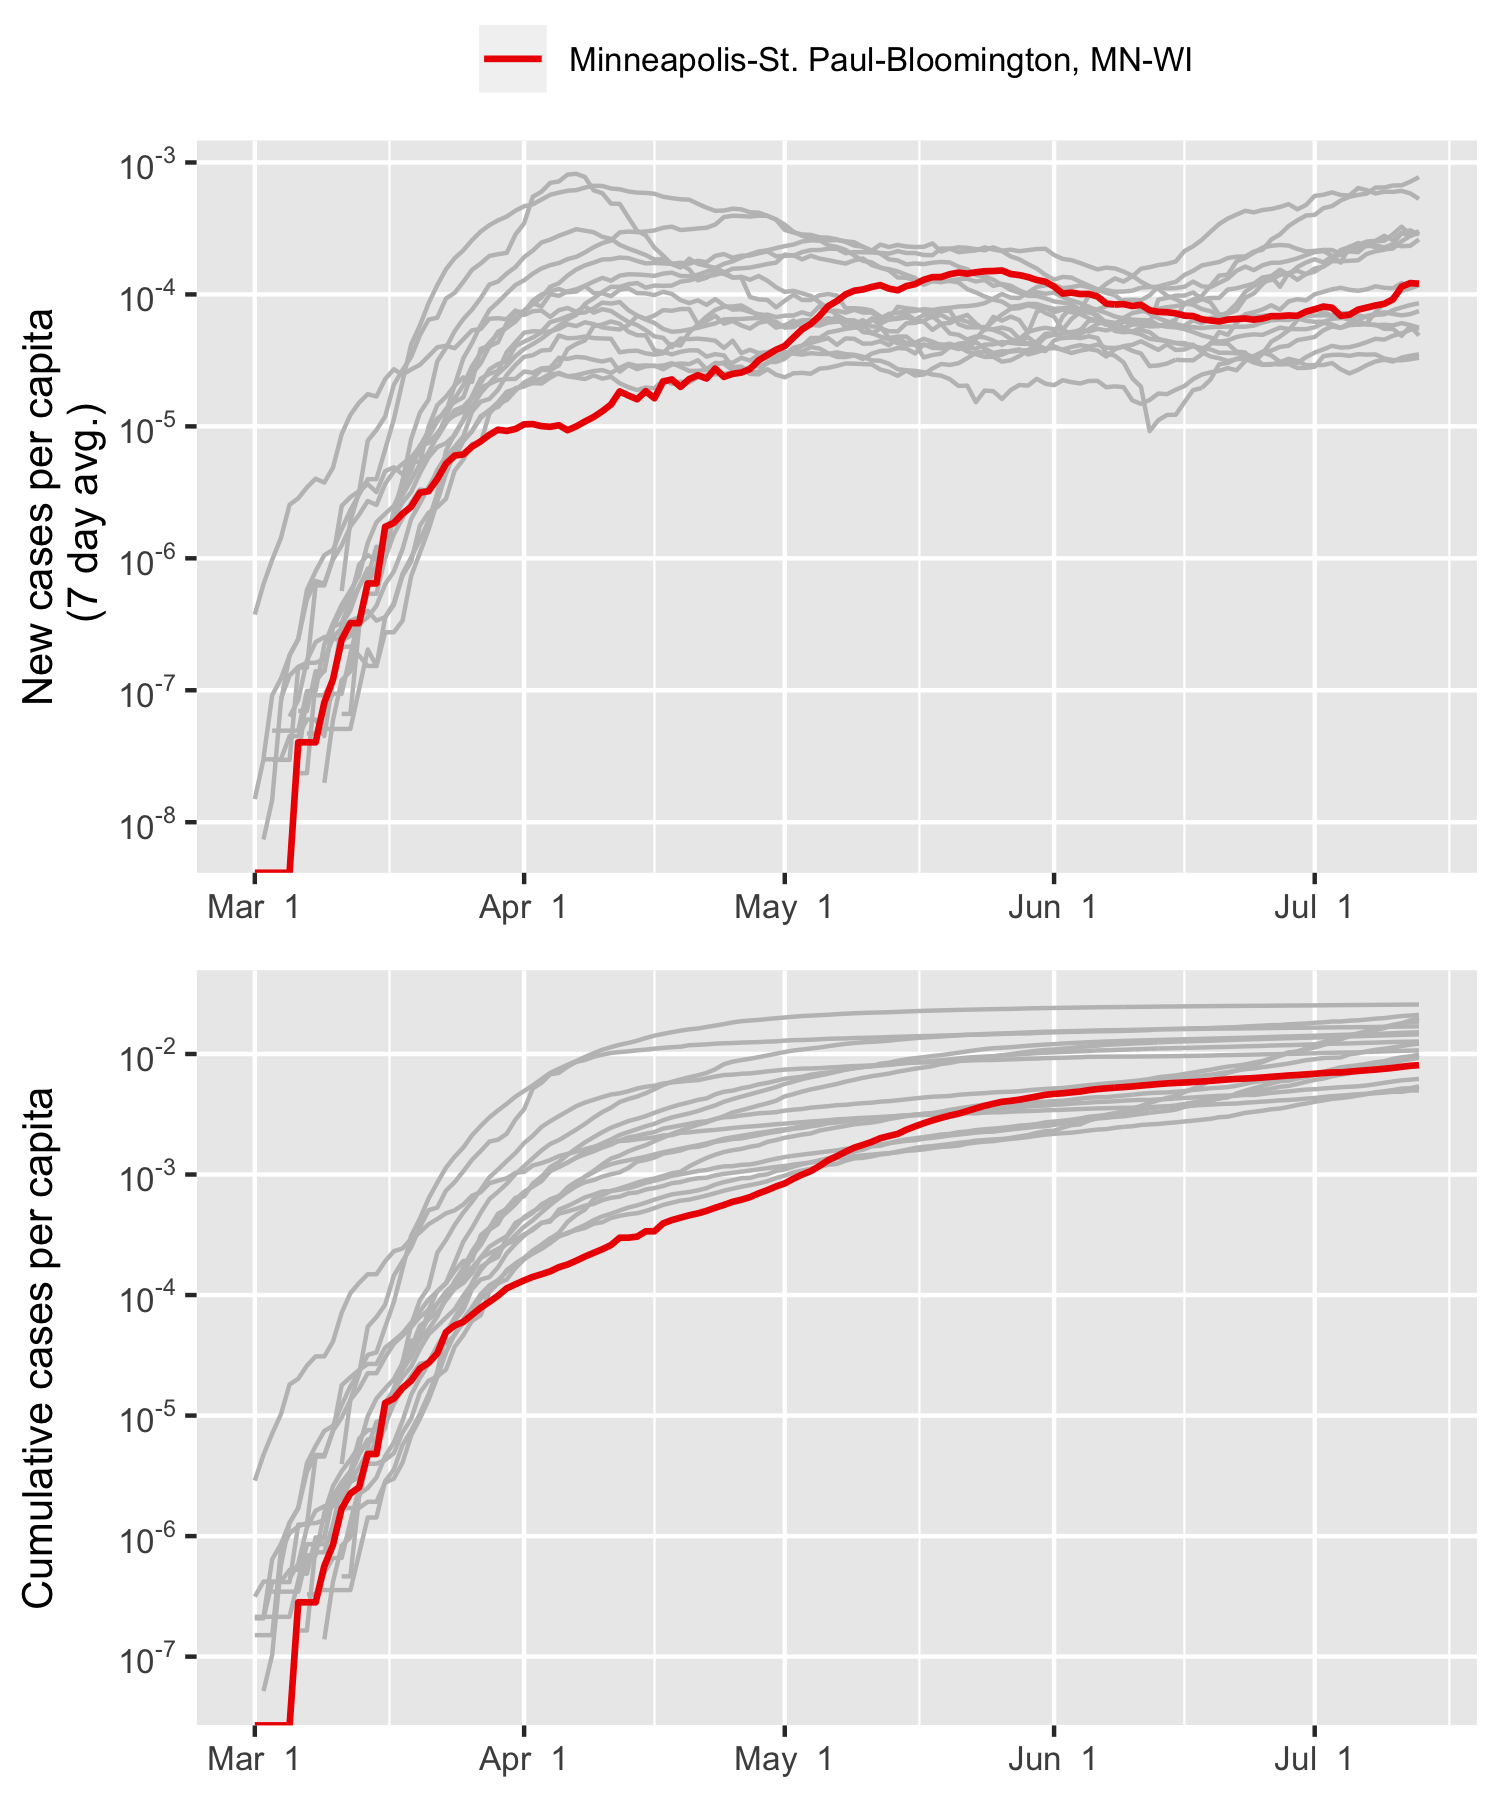 Minneapolis-St. Paul-Bloomington, MN-WI
New cases per capita
(7 day avg.)
10⁻³
10⁻⁴
10⁻⁵
10⁻⁶
10⁻⁷
10⁻⁸
Mar 1 Apr 1 May 1 Jun 1 Jul 1
Cumulative cases per capita
10⁻²
10⁻³
10⁻⁴
10⁻⁵
10⁻⁶
10⁻⁷
Mar 1 Apr 1 May 1 Jun 1 Jul 1